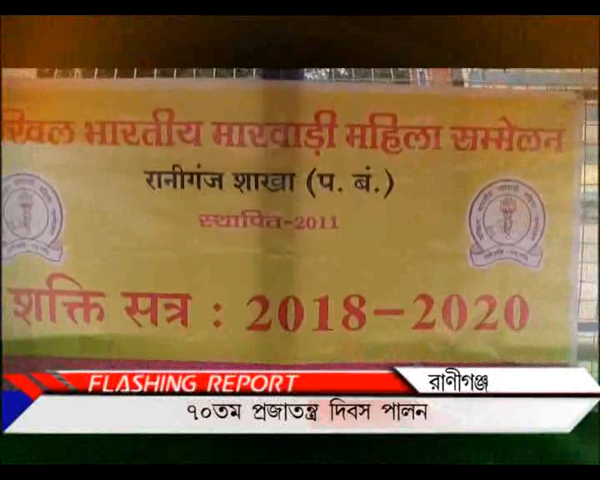 भारतीय मारवाड़ी महिला सम्मेलन
रानीगंज शाखा (प. बं.)
स्थापित-2011
शक्ति सत्र : 2018-2020
FLASHING REPORT
রাণীগঞ্জ
৭০তম প্রজাতন্ত্র দিবস পালন